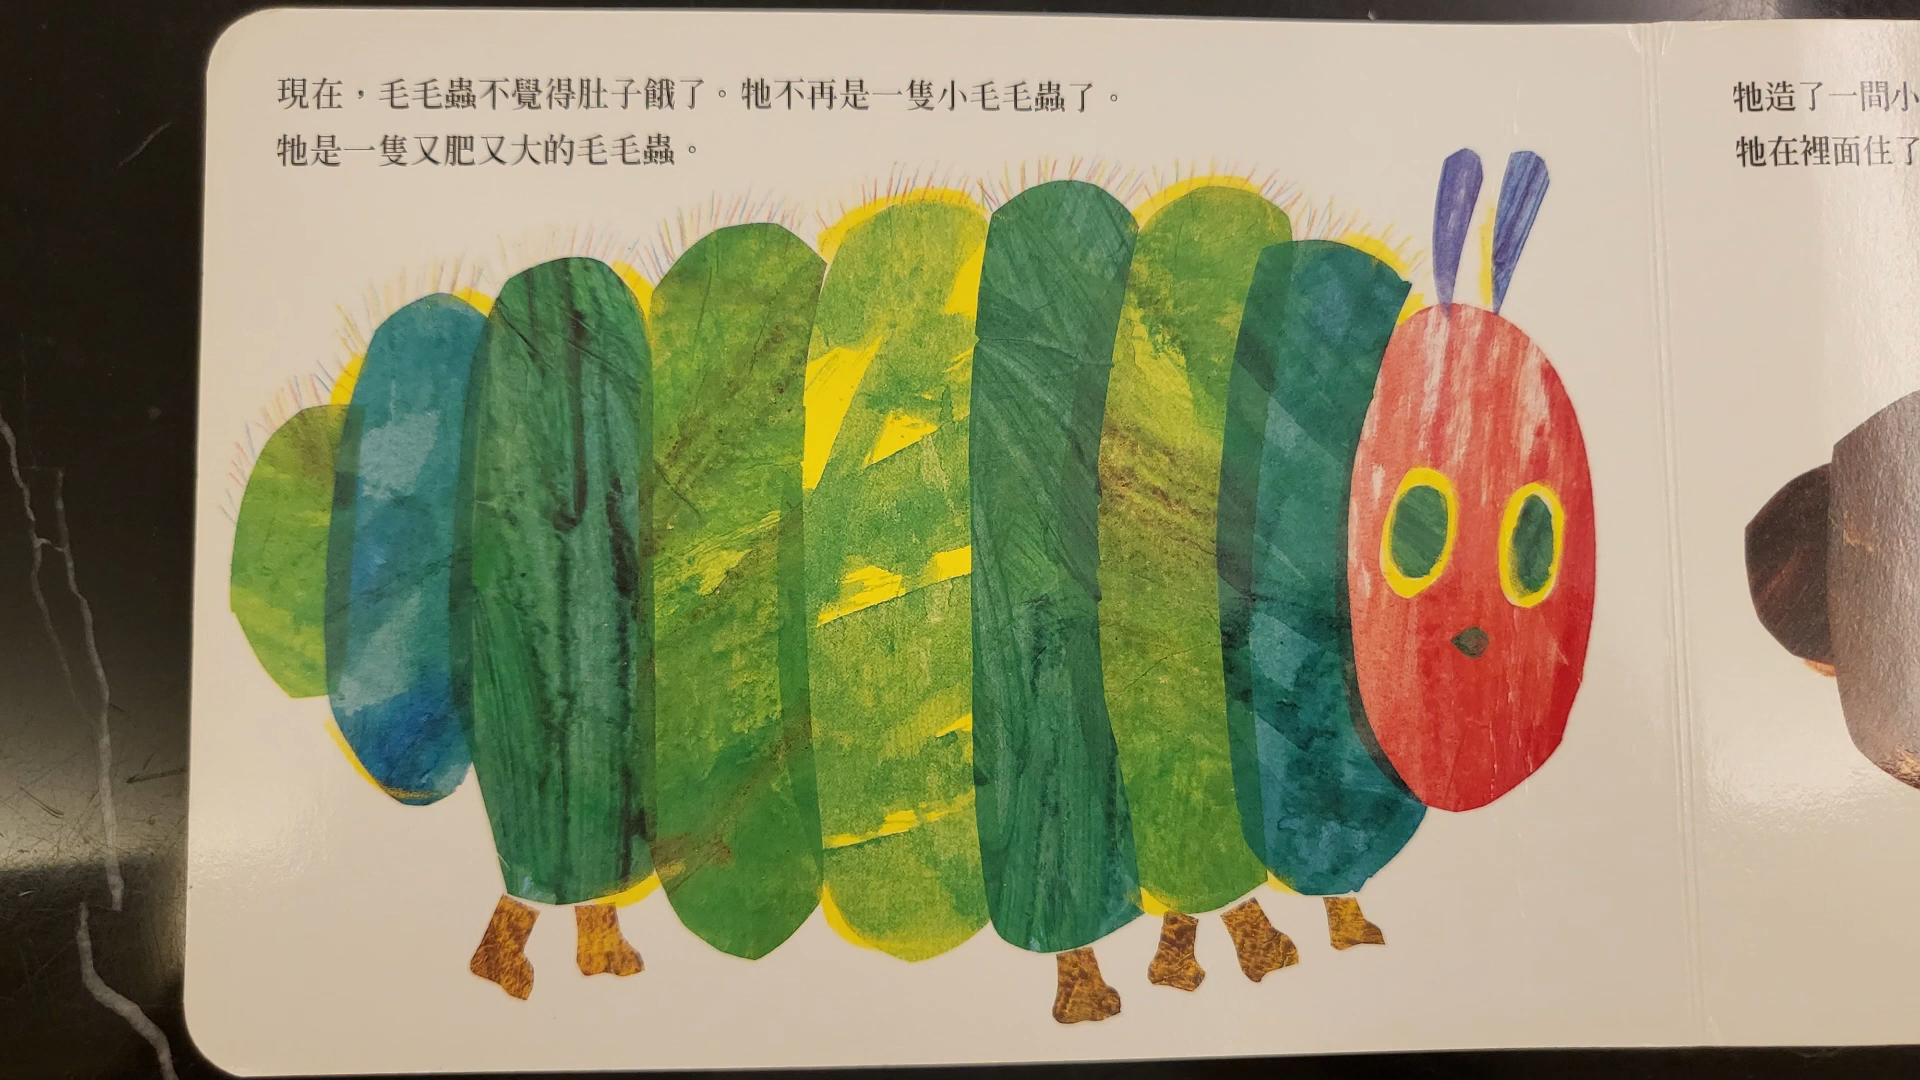 現在，毛毛蟲不覺得肚子餓了。牠不再是一隻小毛毛蟲了。
牠是一隻又肥又大的毛毛蟲。
牠造了一間小
牠在裡面住了